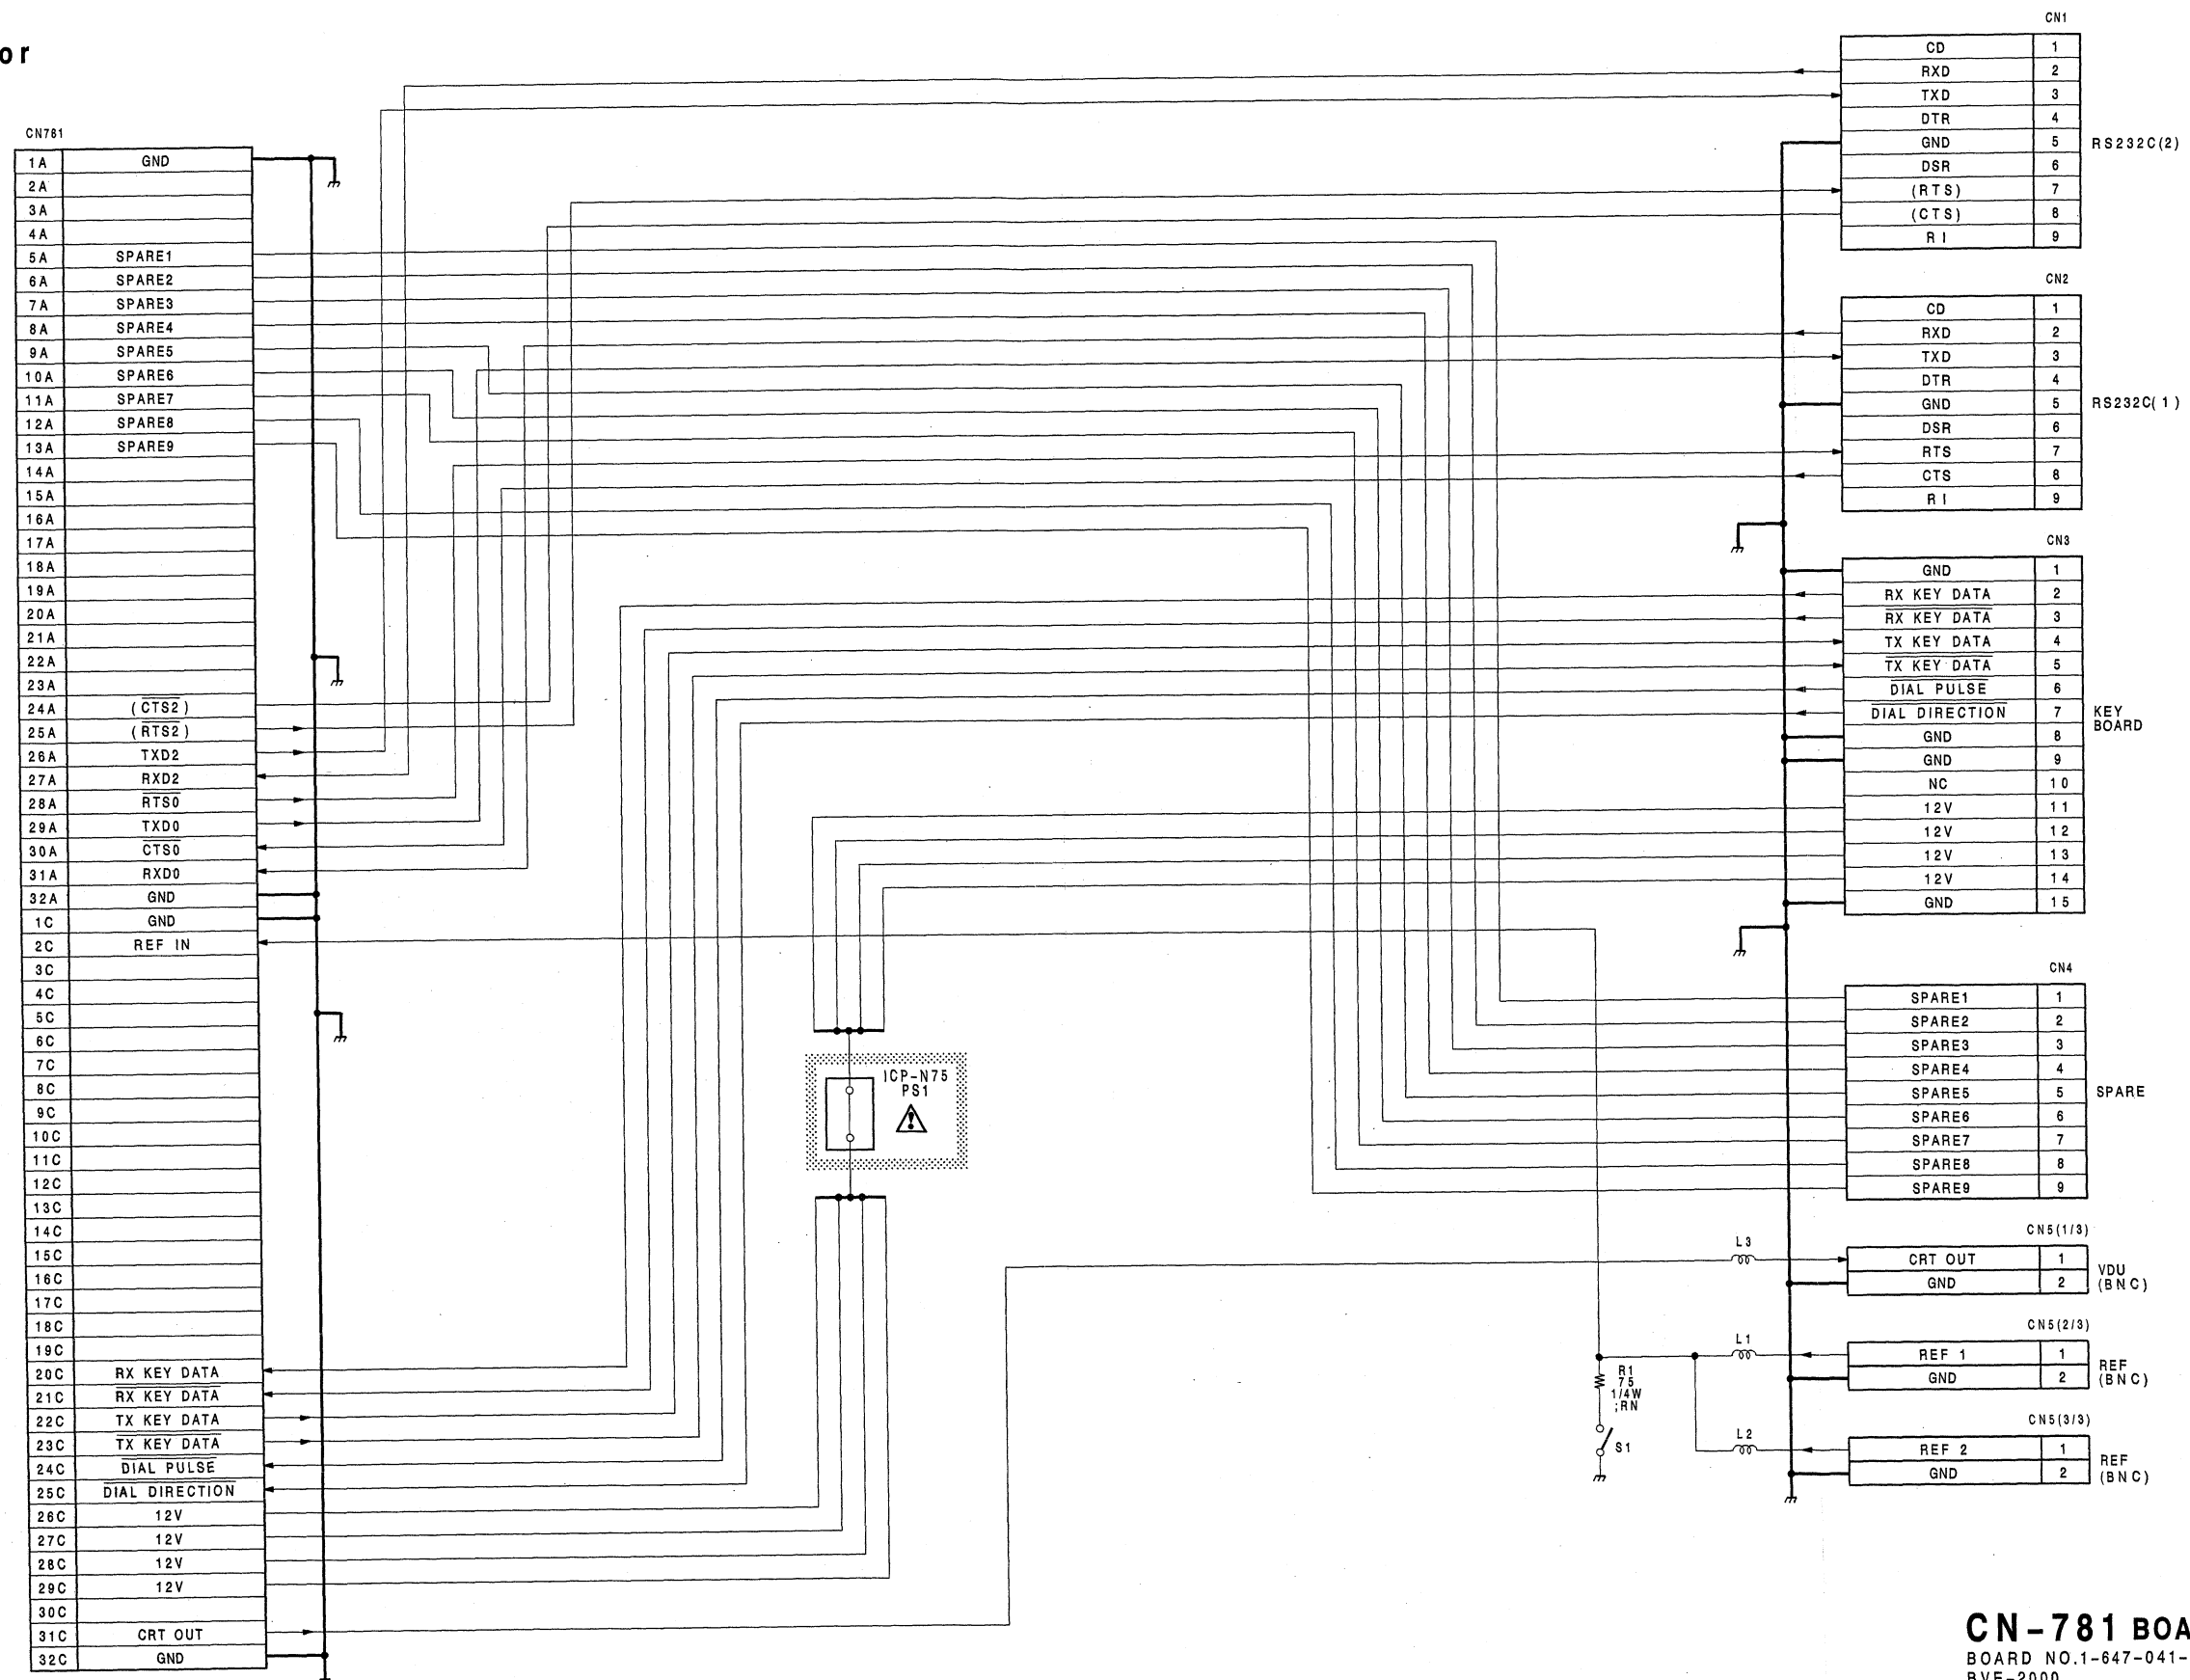 or
CN781
1A GND
2A
3A
4A
5A SPARE1
6A SPARE2
7A SPARE3
8A SPARE4
9A SPARE5
10A SPARE6
11A SPARE7
12A SPARE8
13A SPARE9
14A
15A
16A
17A
18A
19A
20A
21A
22A
23A
24A (CTS2)
25A (RTS2)
26A TXD2
27A RXD2
28A RTS0
29A TXD0
30A CTS0
31A RXD0
32A GND
1C GND
2C REF IN
3C
4C
5C
6C
7C
8C
9C
10C
11C
12C
13C
14C
15C
16C
17C
18C
19C
20C RX KEY DATA
21C RX KEY DATA
22C TX KEY DATA
23C TX KEY DATA
24C DIAL PULSE
25C DIAL DIRECTION
26C 12V
27C 12V
28C 12V
29C 12V
30C
31C CRT OUT
32C GND
ICP-N75
PS1
CN1
CD 1
RXD 2
TXD 3
DTR 4
GND 5
DSR 6
(RTS) 7
(CTS) 8
RI 9
RS232C(2)
CN2
CD 1
RXD 2
TXD 3
DTR 4
GND 5
DSR 6
RTS 7
CTS 8
RI 9
RS232C(1)
CN3
GND 1
RX KEY DATA 2
RX KEY DATA 3
TX KEY DATA 4
TX KEY DATA 5
DIAL PULSE 6
DIAL DIRECTION 7
GND 8
GND 9
NC 10
12V 11
12V 12
12V 13
12V 14
GND 15
KEY
BOARD
CN4
SPARE1 1
SPARE2 2
SPARE3 3
SPARE4 4
SPARE5 5
SPARE6 6
SPARE7 7
SPARE8 8
SPARE9 9
SPARE
CN5(1/3)
L3
CRT OUT 1
GND 2
VDU
(BNC)
CN5(2/3)
L1
REF 1 1
GND 2
REF
(BNC)
R1
75
1/4W
;RN
S1
CN5(3/3)
L2
REF 2 1
GND 2
REF
(BNC)
CN-781 BOA
BOARD NO.1-647-041-
BVE-2000